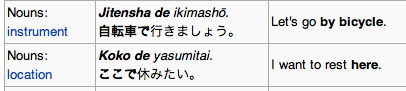 Nouns:
instrument
Jitensha de ikimashō.
自転車で行きましょう。
Let's go by bicycle.
Nouns:
location
Koko de yasumitai.
ここで休みたい。
I want to rest here.